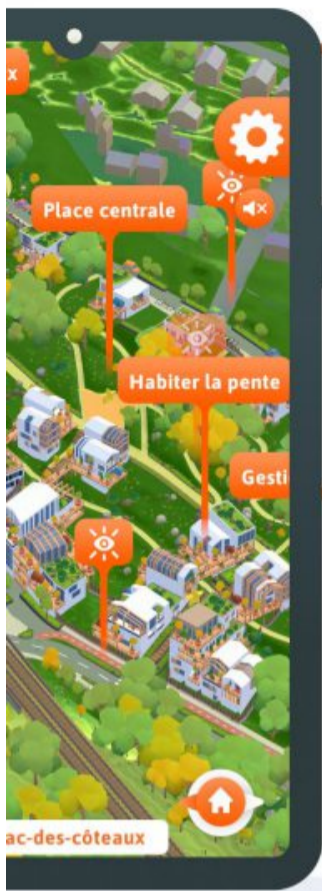 x
Place centrale
Habiter la pente
Gesti
ac-des-côteaux